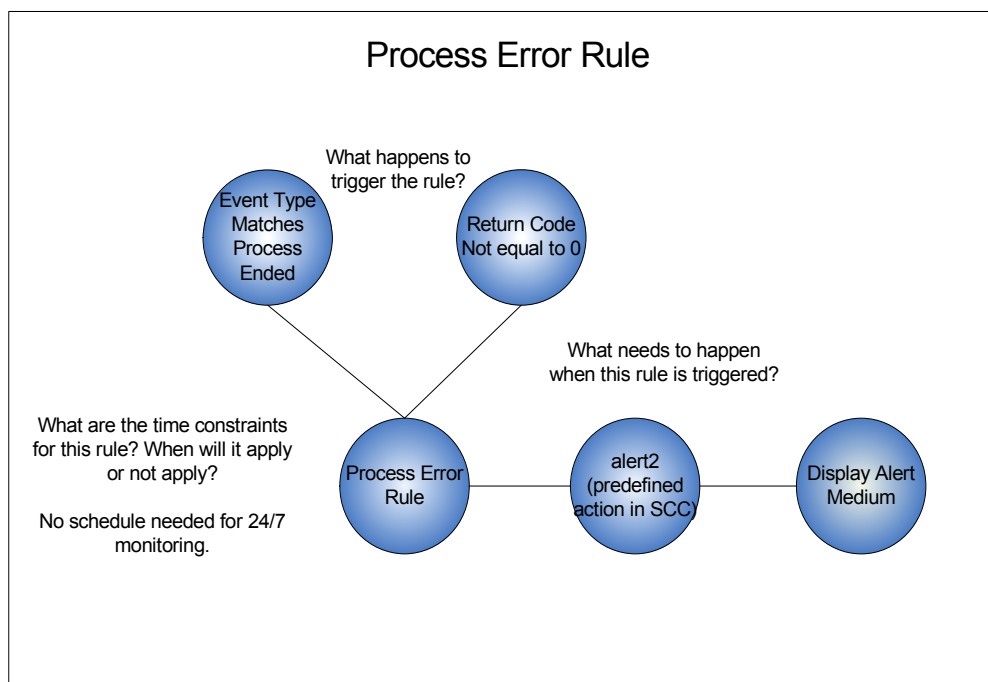 Process Error Rule
What happens to
trigger the rule?
Event Type
Matches
Process
Ended
Return Code
Not equal to 0
What needs to happen
when this rule is triggered?
What are the time constraints
for this rule? When will it apply
or not apply?
No schedule needed for 24/7
monitoring.
Process Error
Rule
alert2
(predefined
action in SCC)
Display Alert
Medium